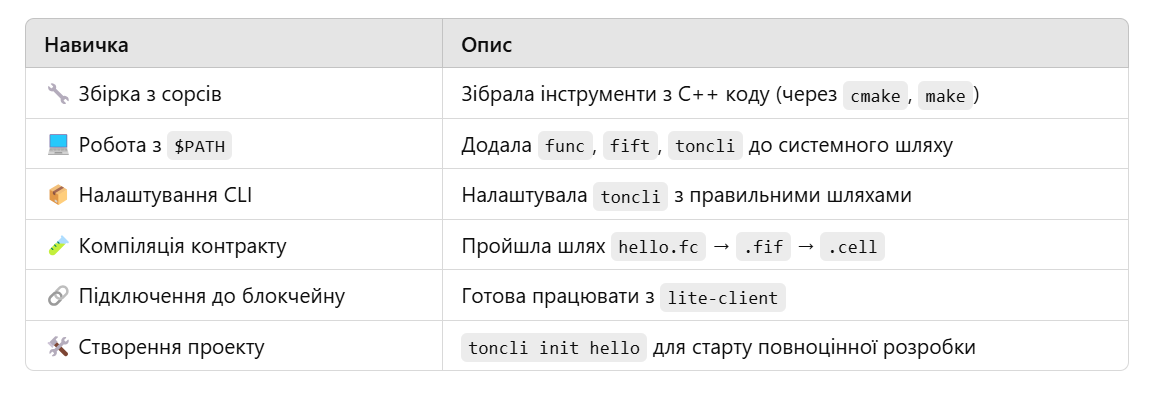 Навичка Опис
🔧 Збірка з сорсів Зібрала інструменти з C++ коду (через cmake, make)
💻 Робота з $PATH Додала func, fift, toncli до системного шляху
📦 Налаштування CLI Налаштувала toncli з правильними шляхами
🧪 Компіляція контракту Пройшла шлях hello.fc → .fif → .cell
🔗 Підключення до блокчейну Готова працювати з lite-client
🛠 Створення проекту toncli init hello для старту повноцінної розробки